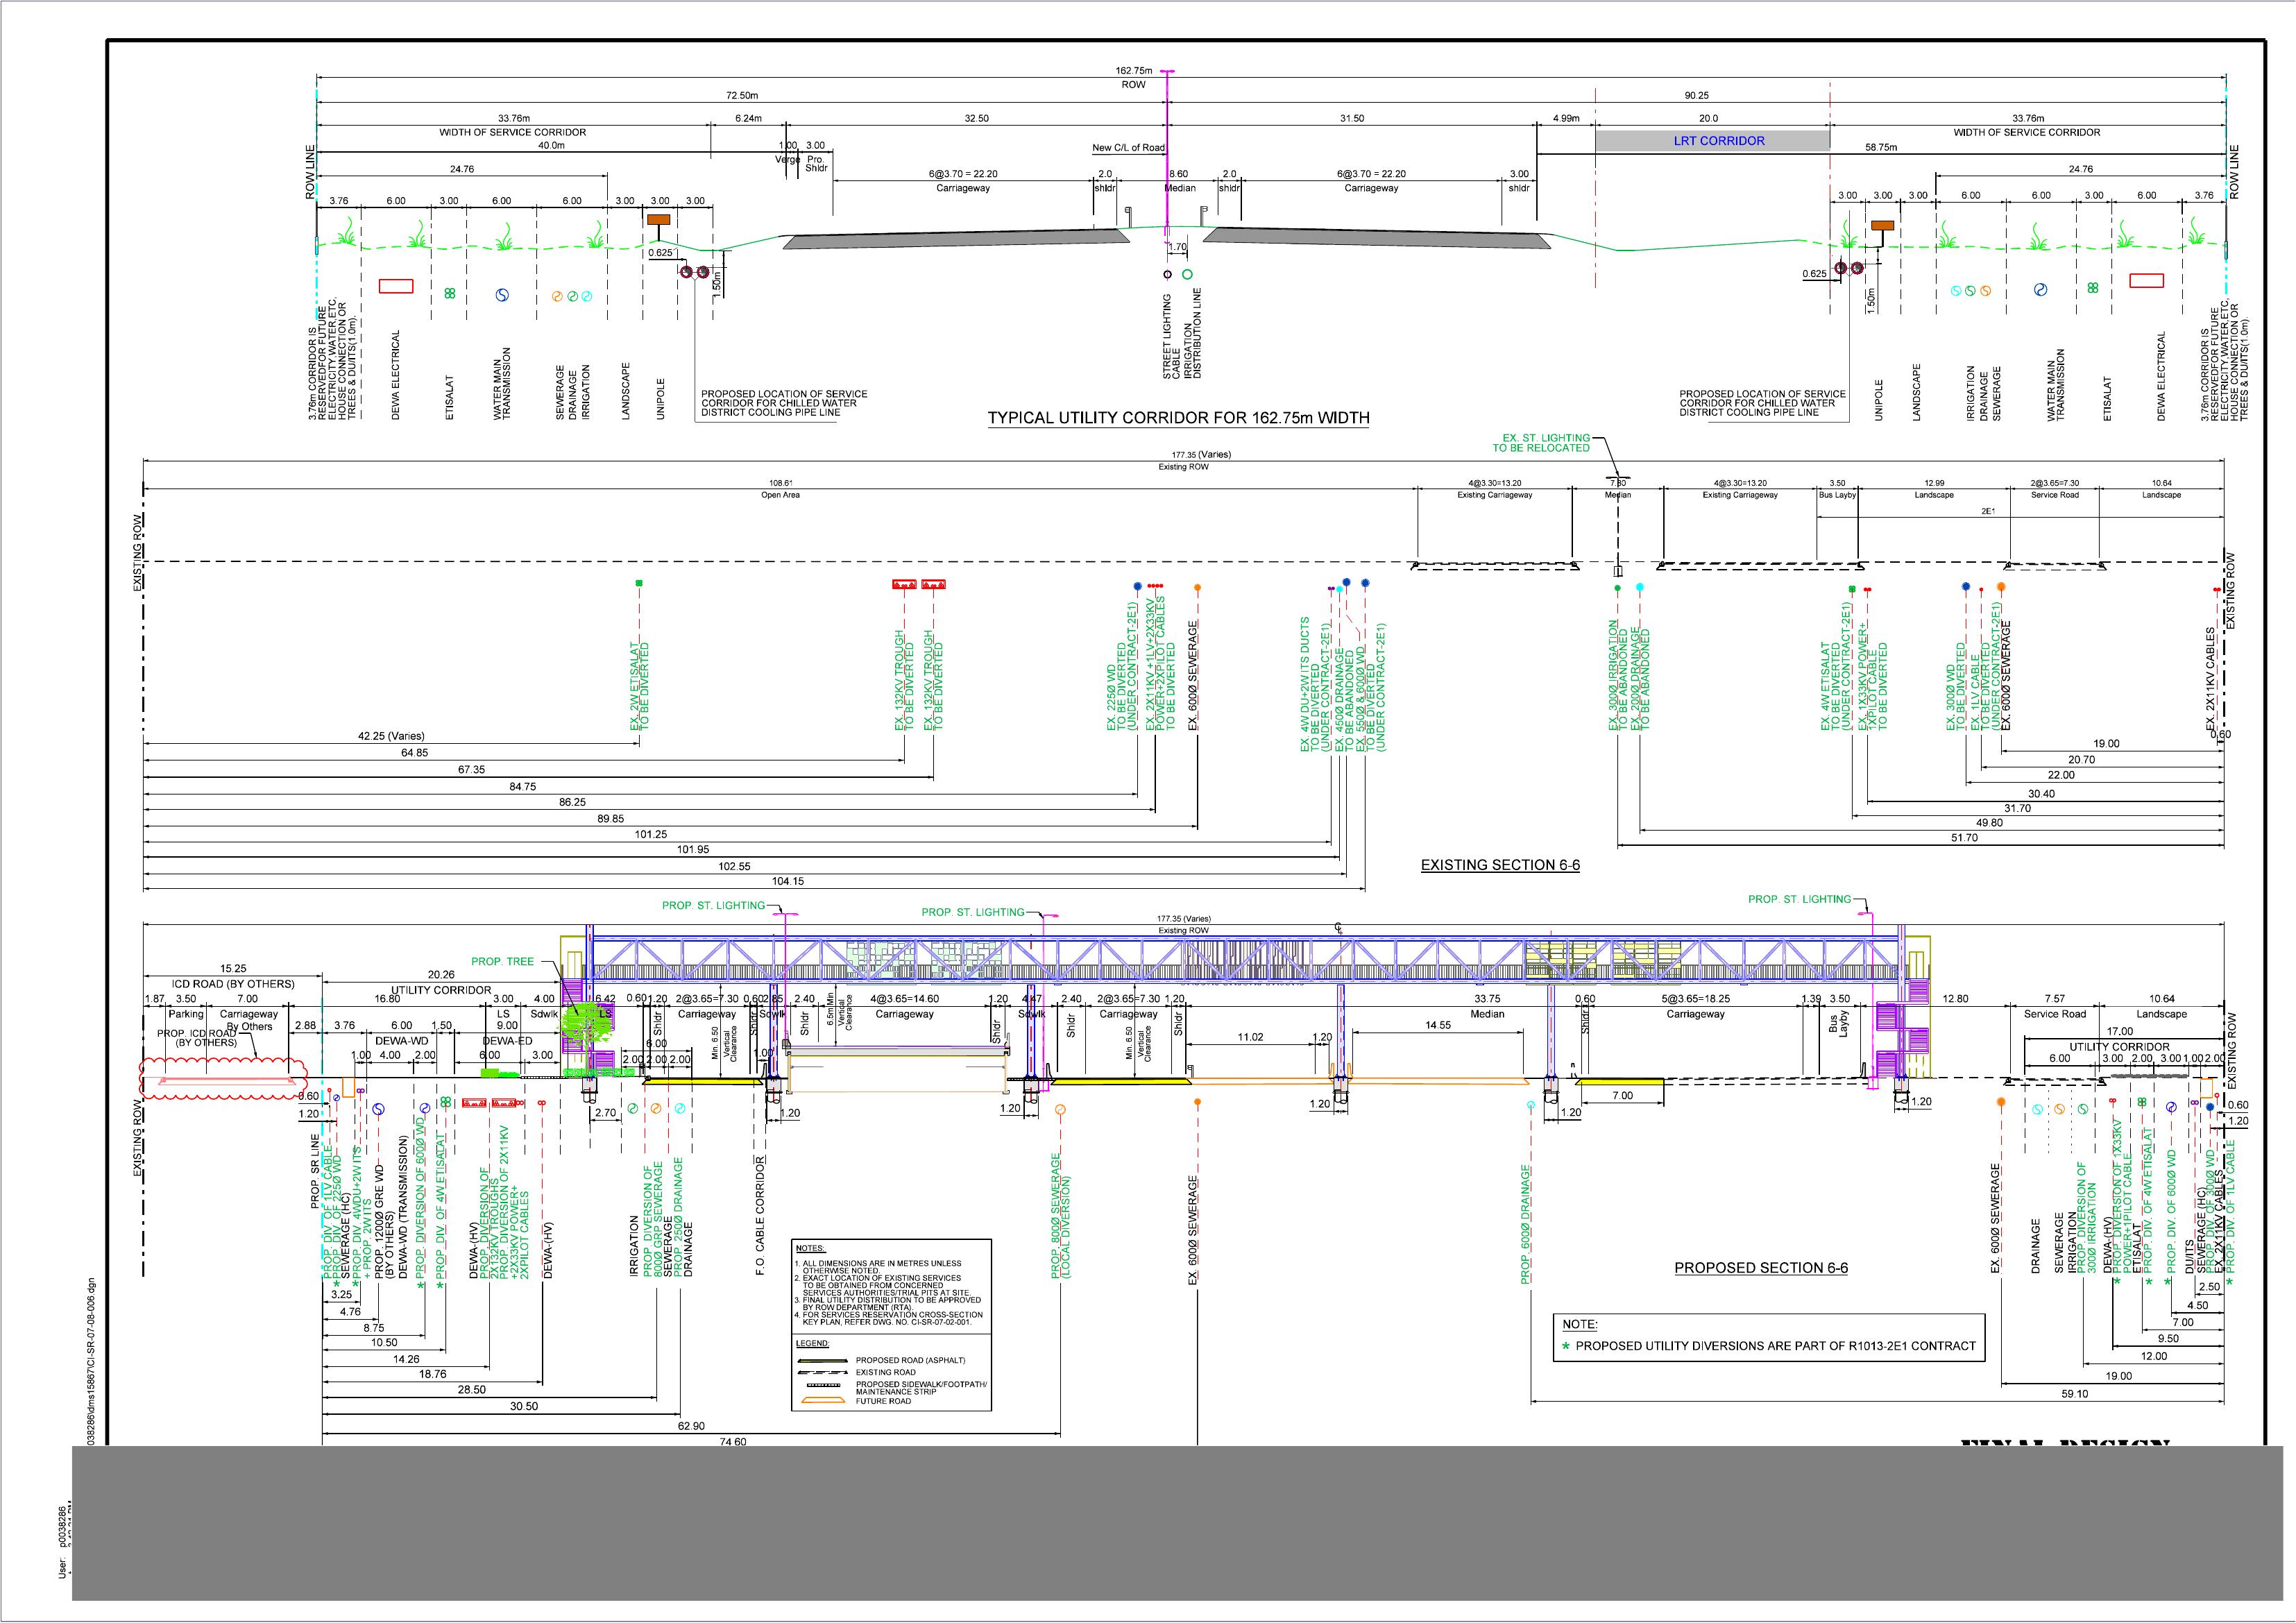 162.75m
ROW
72.50m
90.25
33.76m
6.24m
32.50
31.50
4.99m
20.0
33.76m
WIDTH OF SERVICE CORRIDOR
LRT CORRIDOR
WIDTH OF SERVICE CORRIDOR
40.0m
1.00
3.00
Verge
Pro.
Shldr
New C/L of Road
58.75m
24.76
6@3.70 = 22.20
Carriageway
2.0
shldr
8.60
Median
2.0
shldr
6@3.70 = 22.20
Carriageway
3.00
shldr
24.76
ROW LINE
3.76
6.00
3.00
6.00
6.00
3.00
3.00
3.00
3.00
3.00
3.00
6.00
6.00
3.00
6.00
3.76
ROW LINE
0.625
1.50m
1.70
0.625
1.50m
3.76m CORRIDOR IS
RESERVEDFOR FUTURE
ELECTRICITY,WATER,ETC,
HOUSE CONNECTION OR
TREES & DU/ITS(1.0m).
DEWA ELECTRICAL
ETISALAT
WATER MAIN
TRANSMISSION
SEWERAGE
DRAINAGE
IRRIGATION
LANDSCAPE
UNIPOLE
PROPOSED LOCATION OF SERVICE
CORRIDOR FOR CHILLED WATER
DISTRICT COOLING PIPE LINE
STREET LIGHTING
CABLE
IRRIGATION
DISTRIBUTION LINE
PROPOSED LOCATION OF SERVICE
CORRIDOR FOR CHILLED WATER
DISTRICT COOLING PIPE LINE
UNIPOLE
LANDSCAPE
IRRIGATION
DRAINAGE
SEWERAGE
WATER MAIN
TRANSMISSION
ETISALAT
DEWA ELECTRICAL
3.76m CORRIDOR IS
RESERVEDFOR FUTURE
ELECTRICITY,WATER,ETC,
HOUSE CONNECTION OR
TREES & DU/ITS(1.0m).
TYPICAL UTILITY CORRIDOR FOR 162.75m WIDTH
EX. ST. LIGHTING
TO BE RELOCATED
177.35 (Varies)
Existing ROW
108.61
Open Area
4@3.30=13.20
Existing Carriageway
7.80
Median
4@3.30=13.20
Existing Carriageway
3.50
Bus Layby
12.99
Landscape
2@3.65=7.30
Service Road
10.64
Landscape
2E1
EXISTING ROW
EXISTING ROW
EX. 2W ETISALAT
TO BE DIVERTED
EX. 132KV TROUGH
TO BE DIVERTED
EX. 132KV TROUGH
TO BE DIVERTED
EX. 225Ø WD
TO BE DIVERTED
(UNDER CONTRACT-2E1)
EX. 2X11KV +1LV+2X33KV
POWER+2XPILOT CABLES
TO BE DIVERTED
EX. 600Ø SEWERAGE
EX. 4W DU+2W ITS DUCTS
TO BE DIVERTED
(UNDER CONTRACT-2E1)
EX. 450Ø DRAINAGE
TO BE ABANDONED
EX. 550Ø & 600Ø WD
TO BE DIVERTED
(UNDER CONTRACT-2E1)
EX. 300Ø IRRIGATION
TO BE ABANDONED
EX. 200Ø DRAINAGE
TO BE ABANDONED
EX. 4W ETISALAT
TO BE DIVERTED
(UNDER CONTRACT-2E1)
EX. 1X33KV POWER+
1XPILOT CABLE
TO BE DIVERTED
EX. 300Ø WD
TO BE DIVERTED
EX. 1LV CABLE
TO BE DIVERTED
(UNDER CONTRACT-2E1)
EX. 600Ø SEWERAGE
EX. 2X11KV CABLES
0.60
42.25 (Varies)
19.00
64.85
20.70
67.35
22.00
84.75
30.40
86.25
31.70
89.85
49.80
101.25
51.70
101.95
102.55
104.15
EXISTING SECTION 6-6
PROP. ST. LIGHTING
PROP. ST. LIGHTING
PROP. ST. LIGHTING
177.35 (Varies)
Existing ROW
PROP. TREE
15.25
ICD ROAD (BY OTHERS)
20.26
UTILITY CORRIDOR
1.87
3.50
Parking
7.00
Carriageway
By Others
2.88
16.80
3.00
LS
4.00
Sdwlk
6.42
LS
0.60
1.20
Shldr
2@3.65=7.30
Carriageway
0.60
Shldr
2.85
Sdwlk
2.40
Shldr
6.5mMin.
Vertical
Clearance
4@3.65=14.60
Carriageway
1.20
Shldr
4.47
Sdwlk
2.40
Shldr
2@3.65=7.30
Carriageway
1.20
Shldr
33.75
Median
0.60
Shldr
5@3.65=18.25
Carriageway
1.39
3.50
Bus
Layby
12.80
7.57
Service Road
10.64
Landscape
PROP. ICD ROAD
(BY OTHERS)
3.76
6.00
DEWA-WD
1.50
9.00
DEWA-ED
1.00
4.00
2.00
6.00
3.00
6.00
2.00
2.00
2.00
1.00
Min. 6.50
Vertical
Clearance
Min. 6.50
Vertical
Clearance
11.02
1.20
14.55
17.00
UTILITY CORRIDOR
6.00
3.00
2.00
3.00
1.00
2.00
EXISTING ROW
0.60
1.20
2.70
1.20
1.20
1.20
1.20
7.00
1.20
0.60
1.20
EXISTING ROW
PROP. SR LINE
PROP. DIV. OF 1LV CABLE
*PROP. DIV. OF 225Ø WD
SEWERAGE (HC)
*PROP. DIV. 4WDU+2W ITS
+ PROP. 2W ITS
PROP. 1200Ø GRE WD
(BY OTHERS)
DEWA-WD (TRANSMISSION)
* PROP. DIVERSION OF 600Ø WD
* PROP. DIV. OF 4W ETISALAT
DEWA-(HV)
PROP. DIVERSION OF
2X132KV TROUGHS
PROP. DIVERSION OF 2X11KV
+2X33KV POWER+
2XPILOT CABLES
DEWA-(HV)
IRRIGATION
PROP. DIVERSION OF
800Ø GRP SEWERAGE
SEWERAGE
PROP. 250Ø DRAINAGE
DRAINAGE
F.O. CABLE CORRIDOR
PROP. 800Ø SEWERAGE
(LOCAL DIVERSION)
EX. 600Ø SEWERAGE
PROP. 600Ø DRAINAGE
EX. 600Ø SEWERAGE
DRAINAGE
SEWERAGE
IRRIGATION
PROP. DIVERSION OF
300Ø IRRIGATION
DEWA-(HV)
* PROP. DIVERSION OF 1X33KV
POWER+1PILOT CABLE
ETISALAT
* PROP. DIV. OF 4W ETISALAT
* PROP. DIV. OF 600Ø WD
DU/ITS
SEWERAGE (HC)
PROP. DIV. OF 300Ø WD
EX. 2X11KV CABLES
* PROP. DIV. OF 1LV CABLE
3.25
4.76
8.75
10.50
14.26
18.76
28.50
30.50
62.90
74.60
2.50
4.50
7.00
9.50
12.00
19.00
59.10
NOTES:
1. ALL DIMENSIONS ARE IN METRES UNLESS
OTHERWISE NOTED.
2. EXACT LOCATION OF EXISTING SERVICES
TO BE OBTAINED FROM CONCERNED
SERVICES AUTHORITIES/TRIAL PITS AT SITE.
3. FINAL UTILITY DISTRIBUTION TO BE APPROVED
BY ROW DEPARTMENT (RTA).
4. FOR SERVICES RESERVATION CROSS-SECTION
KEY PLAN, REFER DWG. NO. CI-SR-07-02-001.
LEGEND:
PROPOSED ROAD (ASPHALT)
EXISTING ROAD
PROPOSED SIDEWALK/FOOTPATH/
MAINTENANCE STRIP
FUTURE ROAD
PROPOSED SECTION 6-6
NOTE:
* PROPOSED UTILITY DIVERSIONS ARE PART OF R1013-2E1 CONTRACT
FINAL DESIGN
038286\dms15867\CI-SR-07-08-006.dgn
User: p0038286